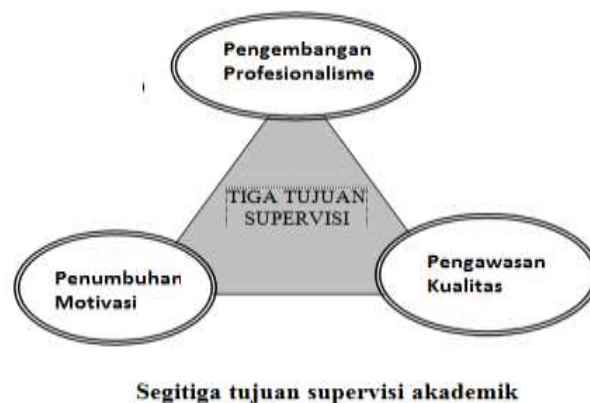 Pengembangan
Profesionalisme
TIGA TUJUAN
SUPERVISI
Penumbuhan
Motivasi
Pengawasan
Kualitas
Segitiga tujuan supervisi akademik